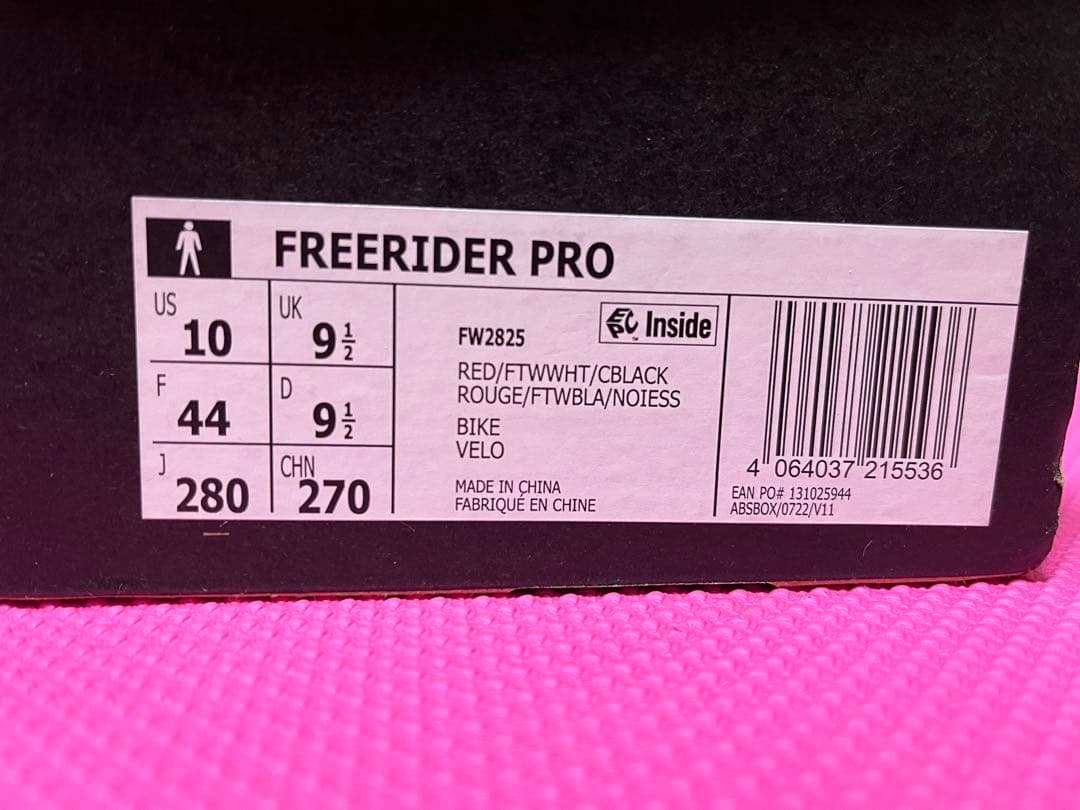 FREERIDER PRO
US 10
UK 9 1/2
F 44
D 9 1/2
J 280
CHN 270
Inside
FW2825
RED/FTWWHT/CBLACK
ROUGE/FTWBLA/NOIESS
BIKE
VELO
MADE IN CHINA
FABRIQUÉ EN CHINE
4 064037 215536
EAN PO# 131025944
ABSBOX/0722/V11